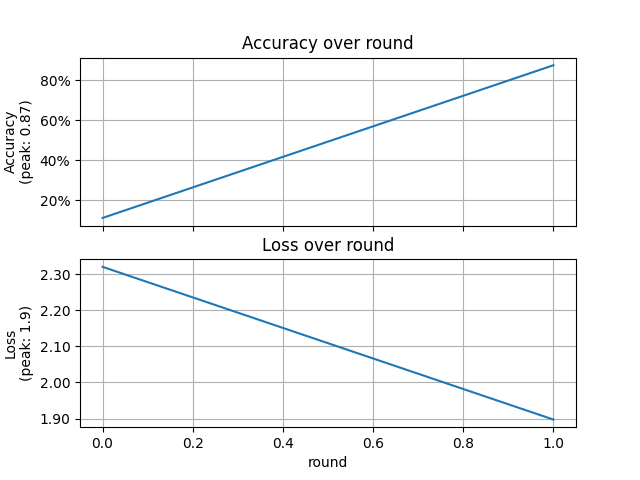 Accuracy over round
Accuracy
(peak: 0.87)
80%
60%
40%
20%
Loss over round
Loss
(peak: 1.9)
2.30
2.20
2.10
2.00
1.90
0.0 0.2 0.4 0.6 0.8 1.0
round